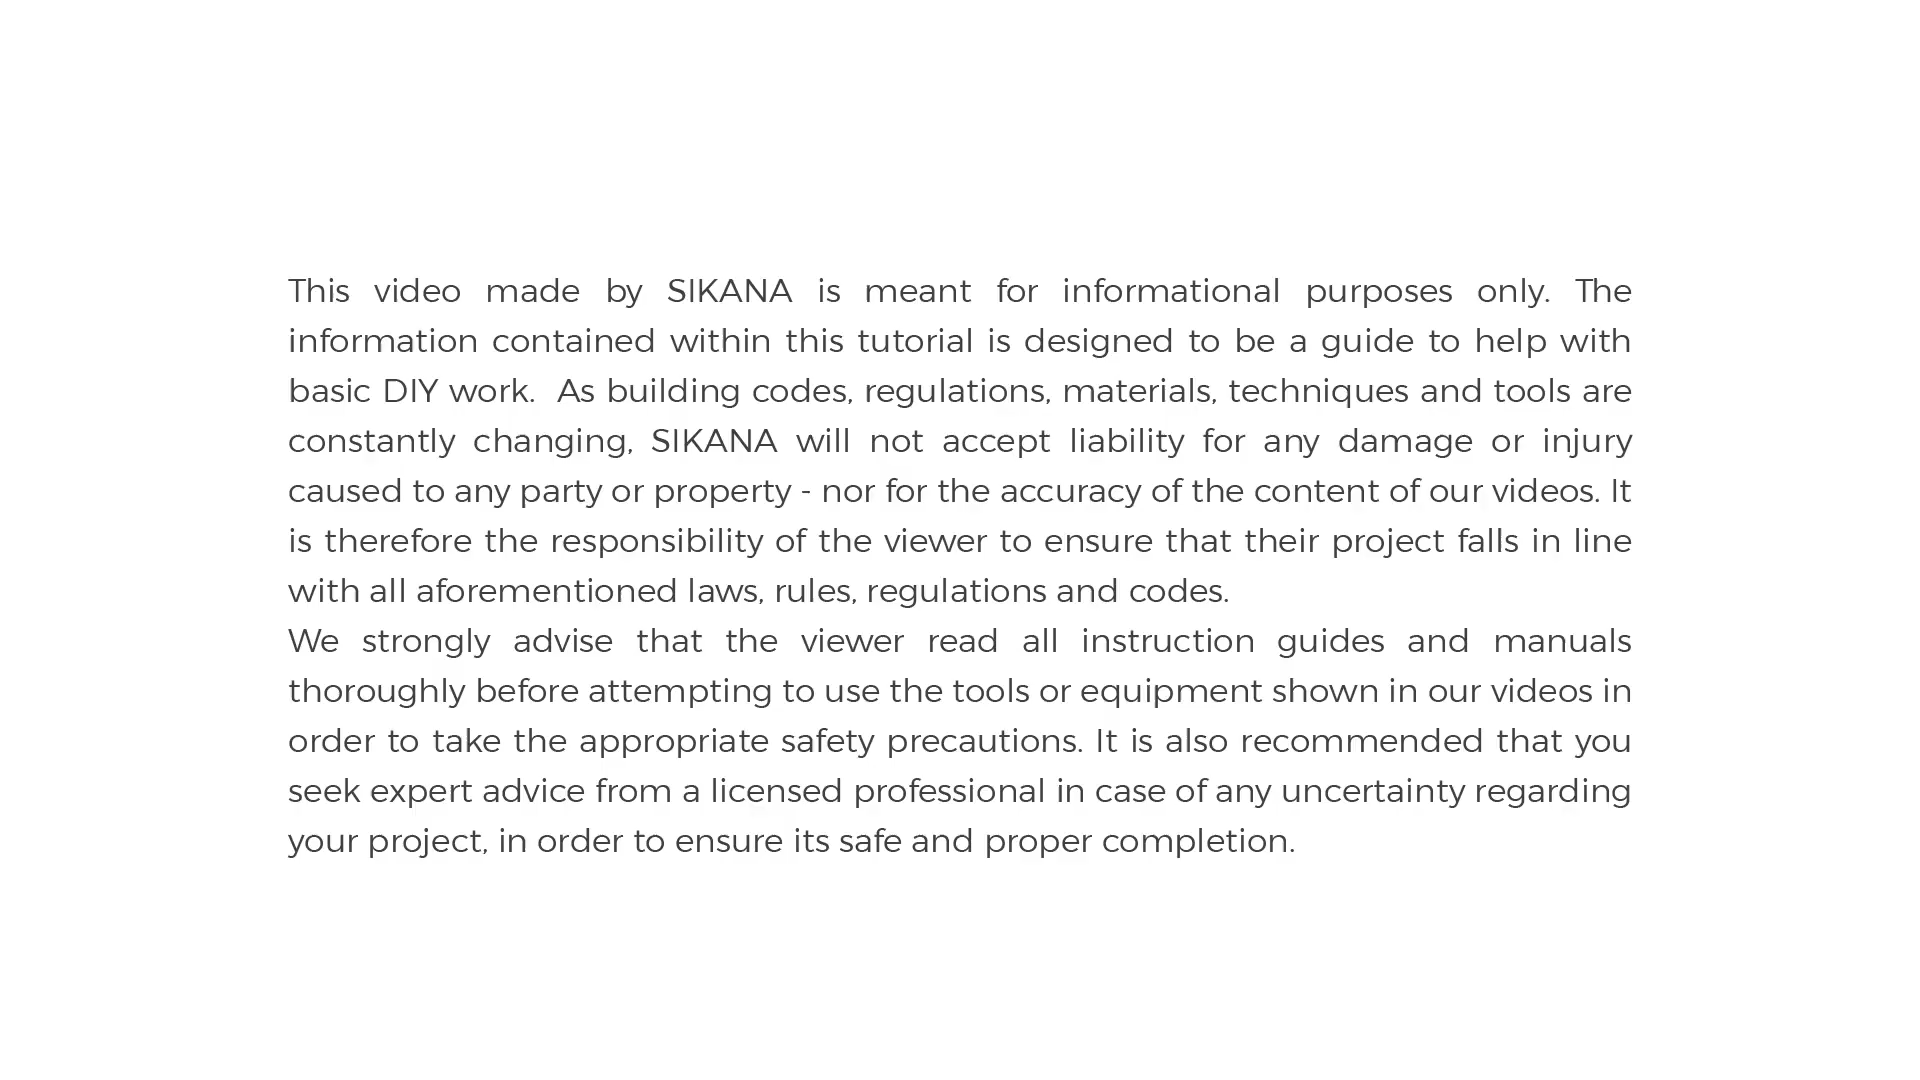 This video made by SIKANA is meant for informational purposes only. The
information contained within this tutorial is designed to be a guide to help with
basic DIY work.  As building codes, regulations, materials, techniques and tools are
constantly changing, SIKANA will not accept liability for any damage or injury
caused to any party or property - nor for the accuracy of the content of our videos. It
is therefore the responsibility of the viewer to ensure that their project falls in line
with all aforementioned laws, rules, regulations and codes.
We strongly advise that the viewer read all instruction guides and manuals
thoroughly before attempting to use the tools or equipment shown in our videos in
order to take the appropriate safety precautions. It is also recommended that you
seek expert advice from a licensed professional in case of any uncertainty regarding
your project, in order to ensure its safe and proper completion.